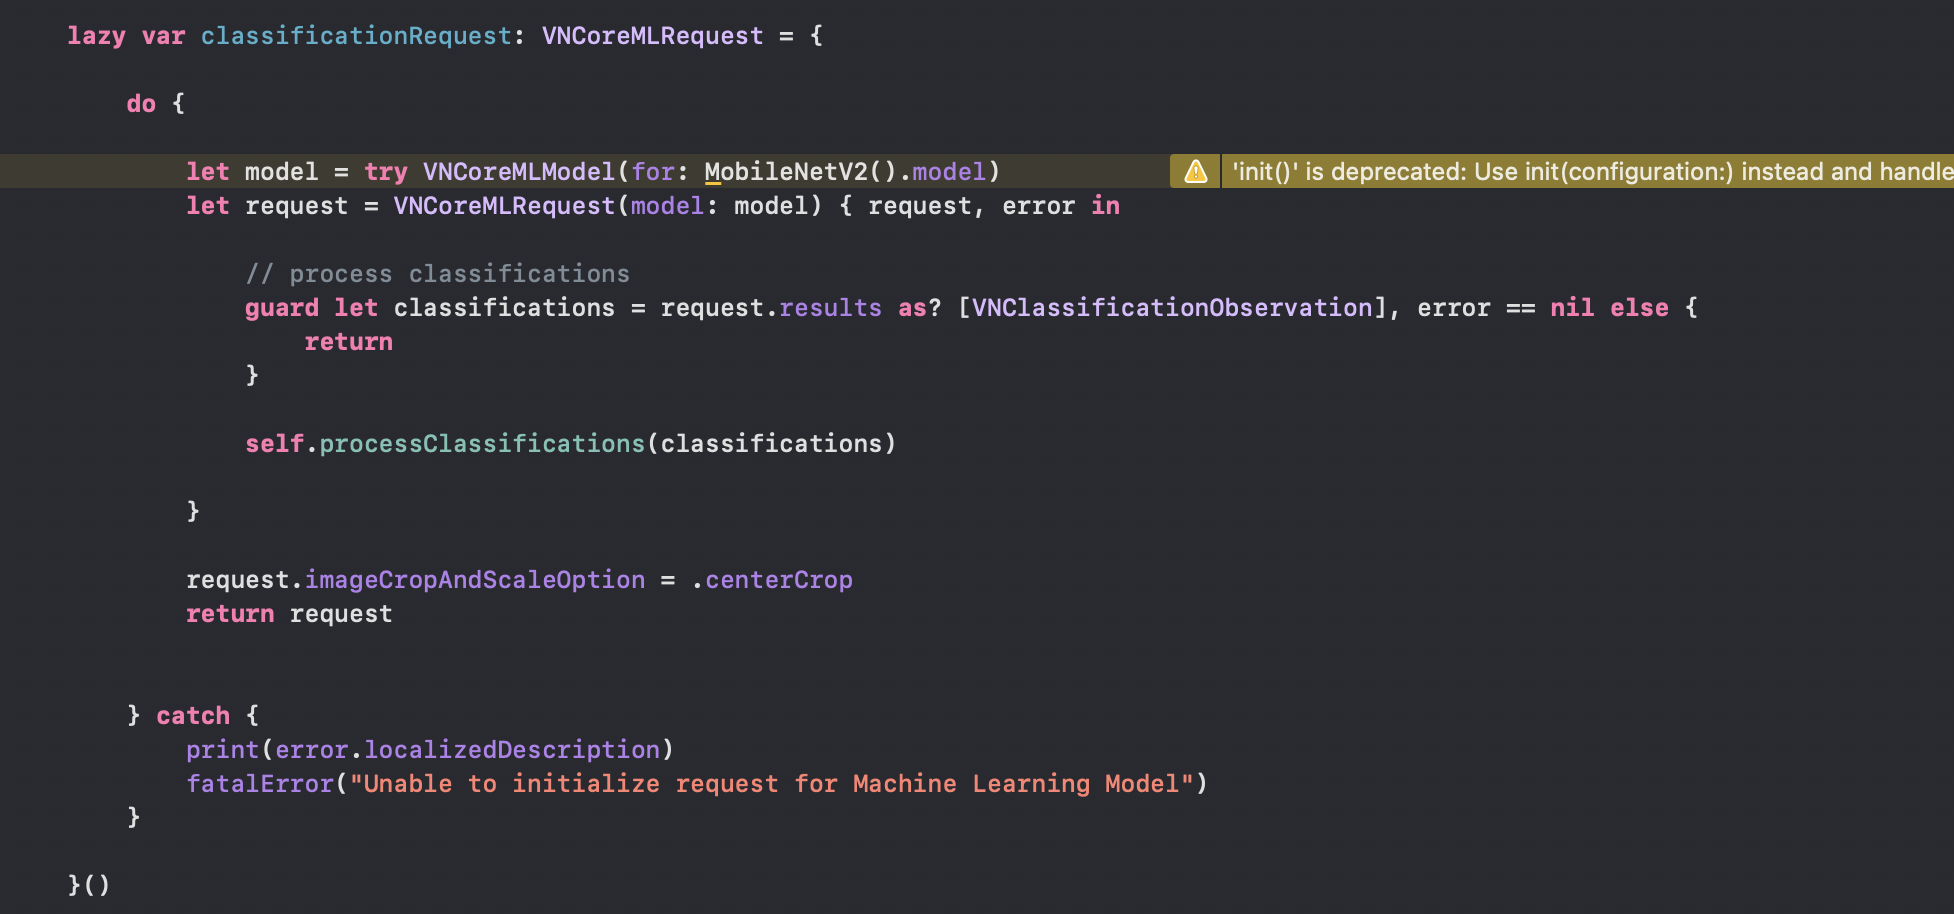 lazy var classificationRequest: VNCoreMLRequest = {
do {
let model = try VNCoreMLModel(for: MobileNetV2().model)
'init()' is deprecated: Use init(configuration:) instead and handle
let request = VNCoreMLRequest(model: model) { request, error in
// process classifications
guard let classifications = request.results as? [VNClassificationObservation], error == nil else {
return
}
self.processClassifications(classifications)
}
request.imageCropAndScaleOption = .centerCrop
return request
} catch {
print(error.localizedDescription)
fatalError("Unable to initialize request for Machine Learning Model")
}
}()